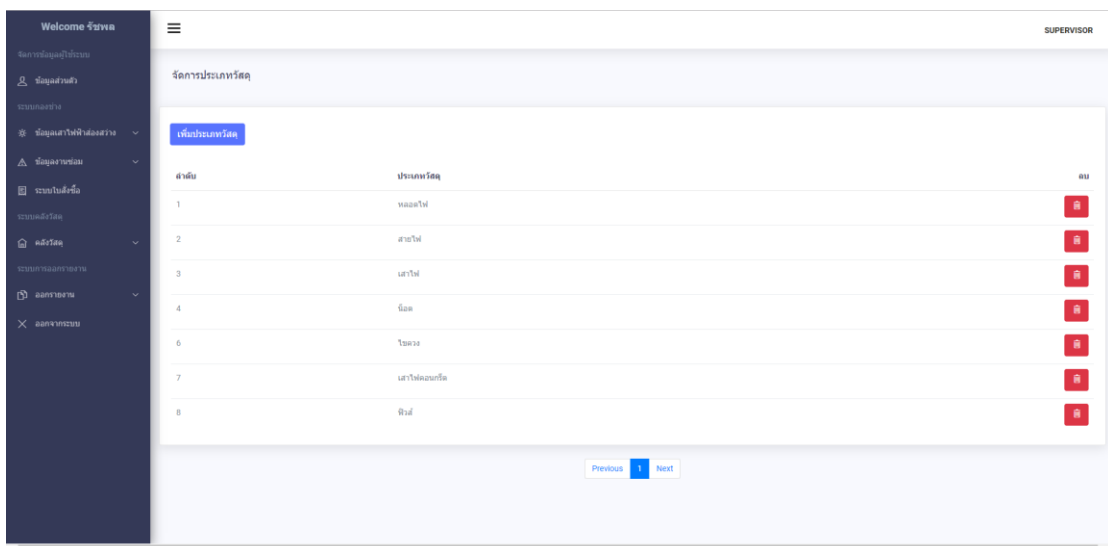 Welcome รัชพล
SUPERVISOR
จัดการข้อมูลผู้ใช้ระบบ
ข้อมูลส่วนตัว
ระบบกองช่าง
ข้อมูลเสาไฟฟ้าส่องสว่าง
ข้อมูลงานซ่อม
ระบบใบสั่งซื้อ
ระบบคลังวัสดุ
คลังวัสดุ
ระบบการออกรายงาน
ออกรายงาน
ออกจากระบบ
จัดการประเภทวัสดุ
เพิ่มประเภทวัสดุ
ลำดับ ประเภทวัสดุ ลบ
1 หลอดไฟ
2 สายไฟ
3 เสาไฟ
4 น็อต
6 ไขควง
7 เสาไฟคอนกรีต
8 ฟิวส์
Previous 1 Next